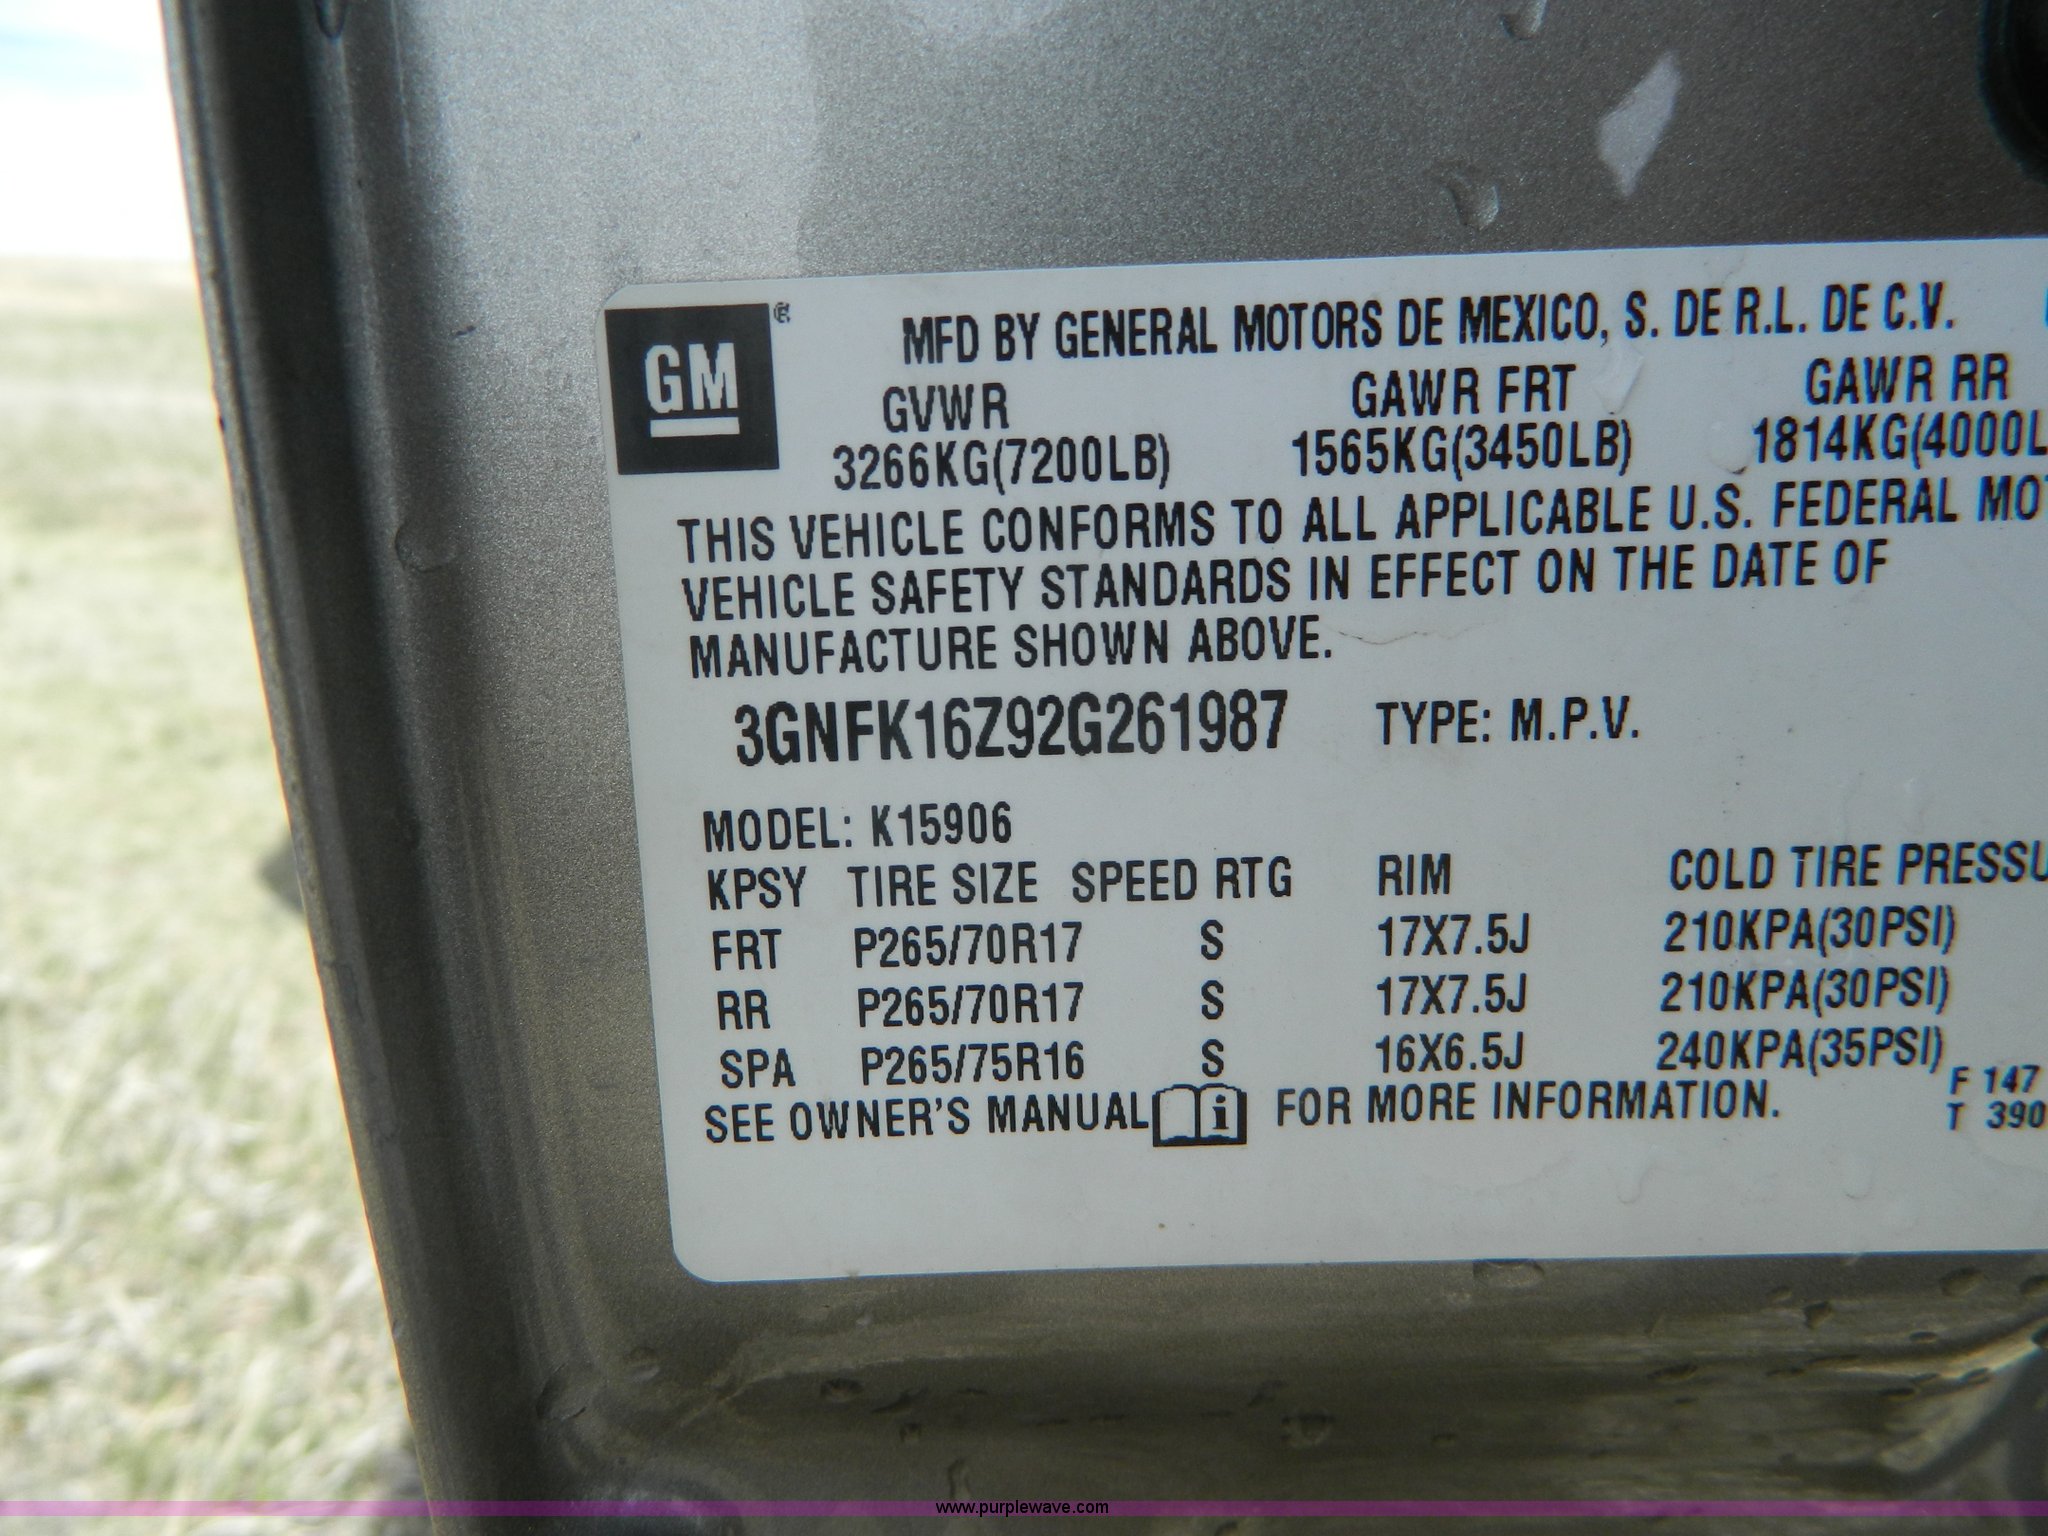 GM ®
MFD BY GENERAL MOTORS DE MEXICO, S. DE R.L. DE C.V.
GVWR GAWR FRT GAWR RR
3266KG(7200LB) 1565KG(3450LB) 1814KG(4000L
THIS VEHICLE CONFORMS TO ALL APPLICABLE U.S. FEDERAL MOT
VEHICLE SAFETY STANDARDS IN EFFECT ON THE DATE OF
MANUFACTURE SHOWN ABOVE.
3GNFK16Z92G261987 TYPE: M.P.V.
MODEL: K15906
KPSY TIRE SIZE SPEED RTG RIM COLD TIRE PRESSU
FRT P265/70R17 S 17X7.5J 210KPA(30PSI)
RR P265/70R17 S 17X7.5J 210KPA(30PSI)
SPA P265/75R16 S 16X6.5J 240KPA(35PSI)
SEE OWNER'S MANUAL i FOR MORE INFORMATION.
F 147
T 390
www.purplewave.com